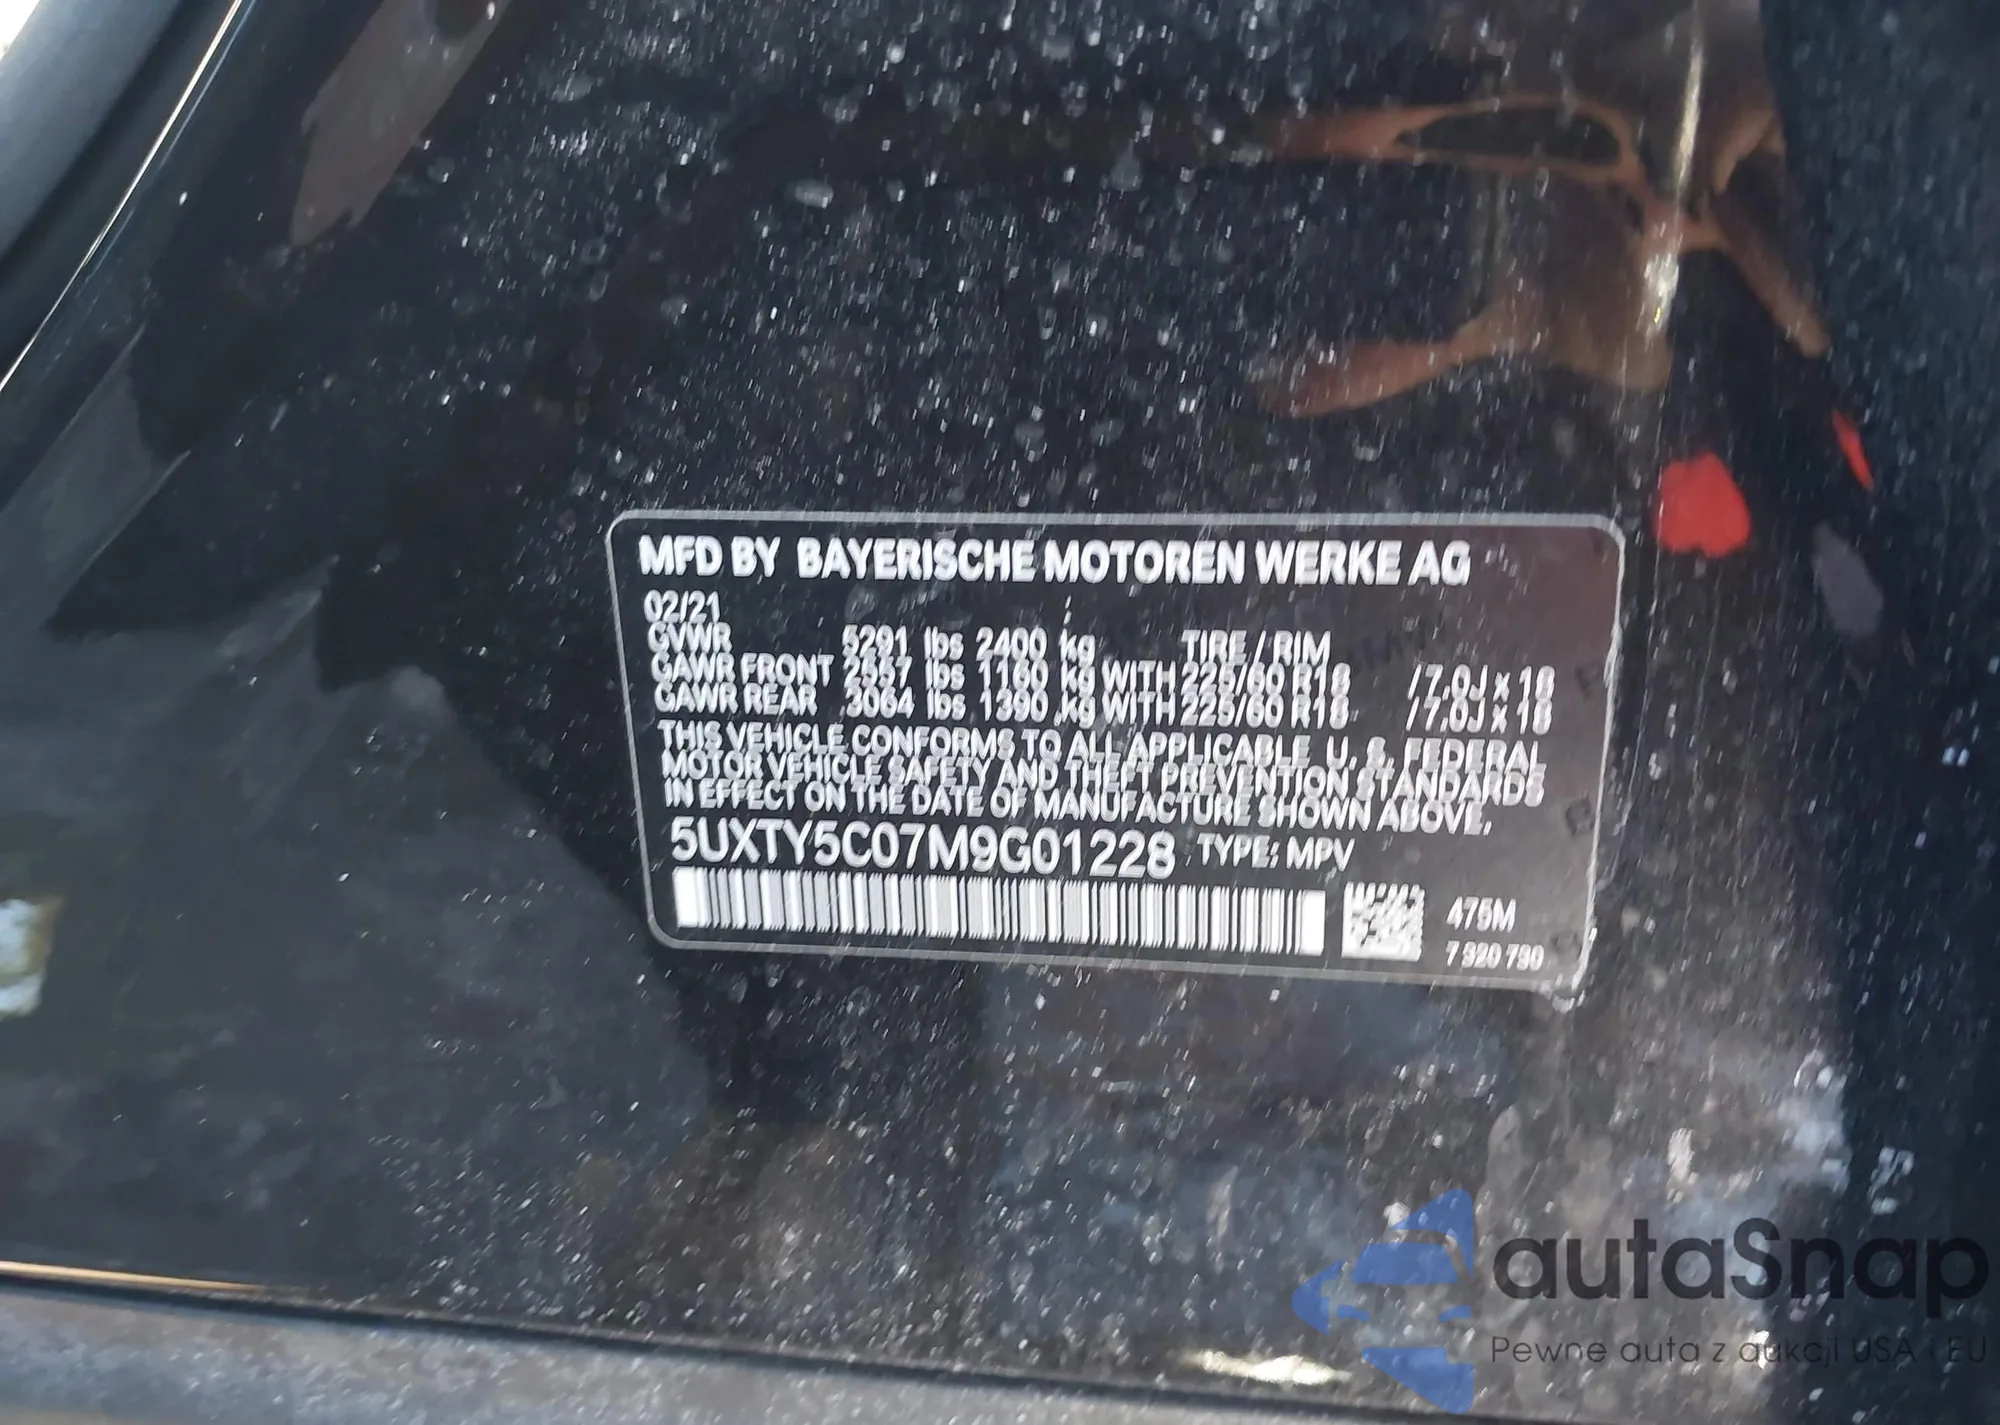 MFD BY BAYERISCHE MOTOREN WERKE AG
02/21
GVWR 5291 lbs 2400 kg TIRE / RIM
GAWR FRONT 2557 lbs 1160 kg WITH 225/60 R18 / 7.0J x 18
GAWR REAR 3064 lbs 1390 kg WITH 225/60 R18 / 7.0J x 18
THIS VEHICLE CONFORMS TO ALL APPLICABLE U. S. FEDERAL
MOTOR VEHICLE SAFETY AND THEFT PREVENTION STANDARDS
IN EFFECT ON THE DATE OF MANUFACTURE SHOWN ABOVE.
5UXTY5C07M9G01228 TYPE: MPV
475M
7 920 790
autaSnap
Pewne auta z aukcji USA i EU